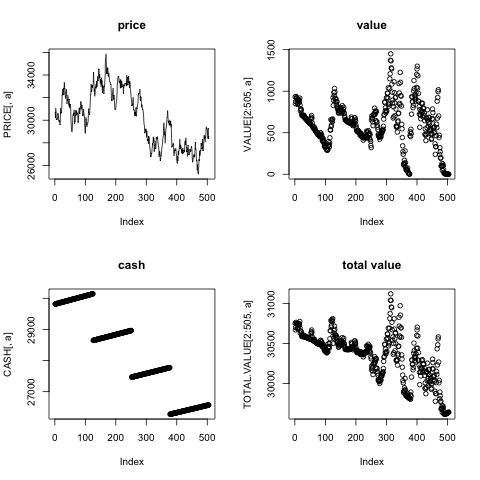 price
PRICE[, a]
34000
30000
26000
0 100 200 300 400 500
Index
value
VALUE[2:505, a]
1500
1000
500
0
0 100 200 300 400 500
Index
cash
CASH[, a]
29000
27000
0 100 200 300 400 500
Index
total value
TOTAL.VALUE[2:505, a]
31000
30500
30000
0 100 200 300 400 500
Index